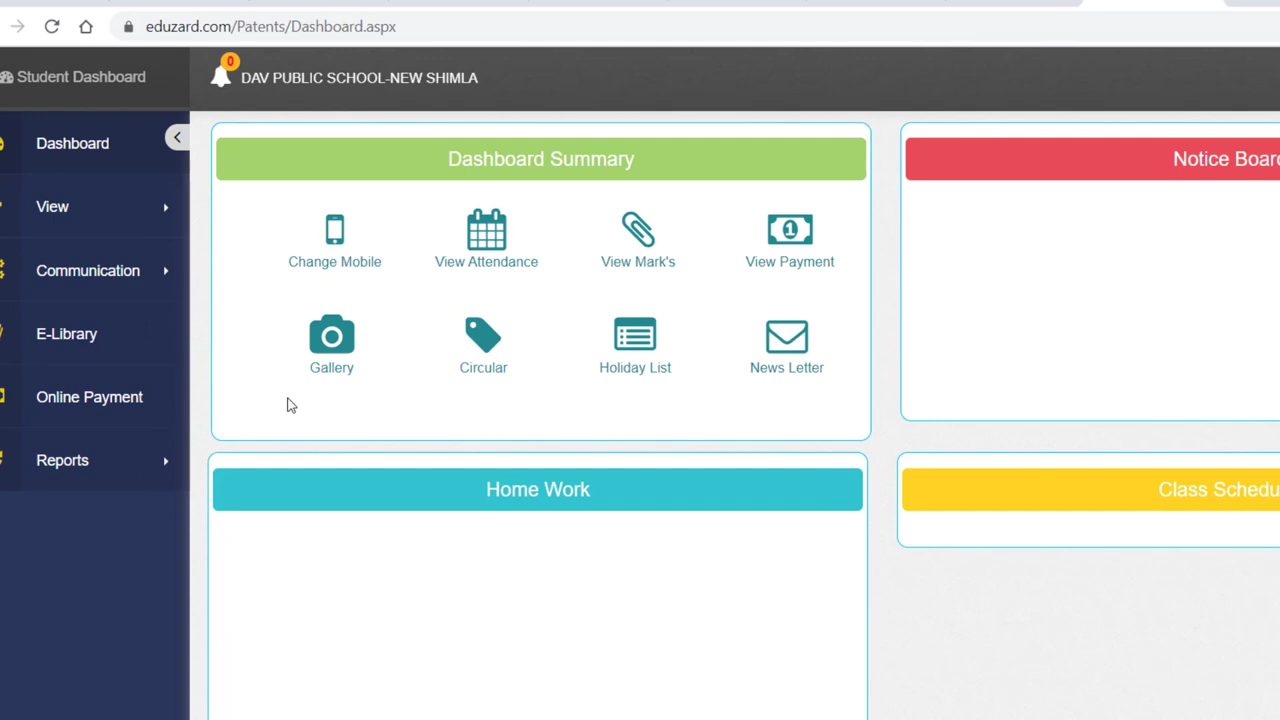 eduzard.com/Patents/Dashboard.aspx
Student Dashboard
0
DAV PUBLIC SCHOOL-NEW SHIMLA
Dashboard
View
Communication
E-Library
Online Payment
Reports
Dashboard Summary
Change Mobile
View Attendance
View Mark's
1
View Payment
Gallery
Circular
Holiday List
News Letter
Notice Boar
Home Work
Class Schedu